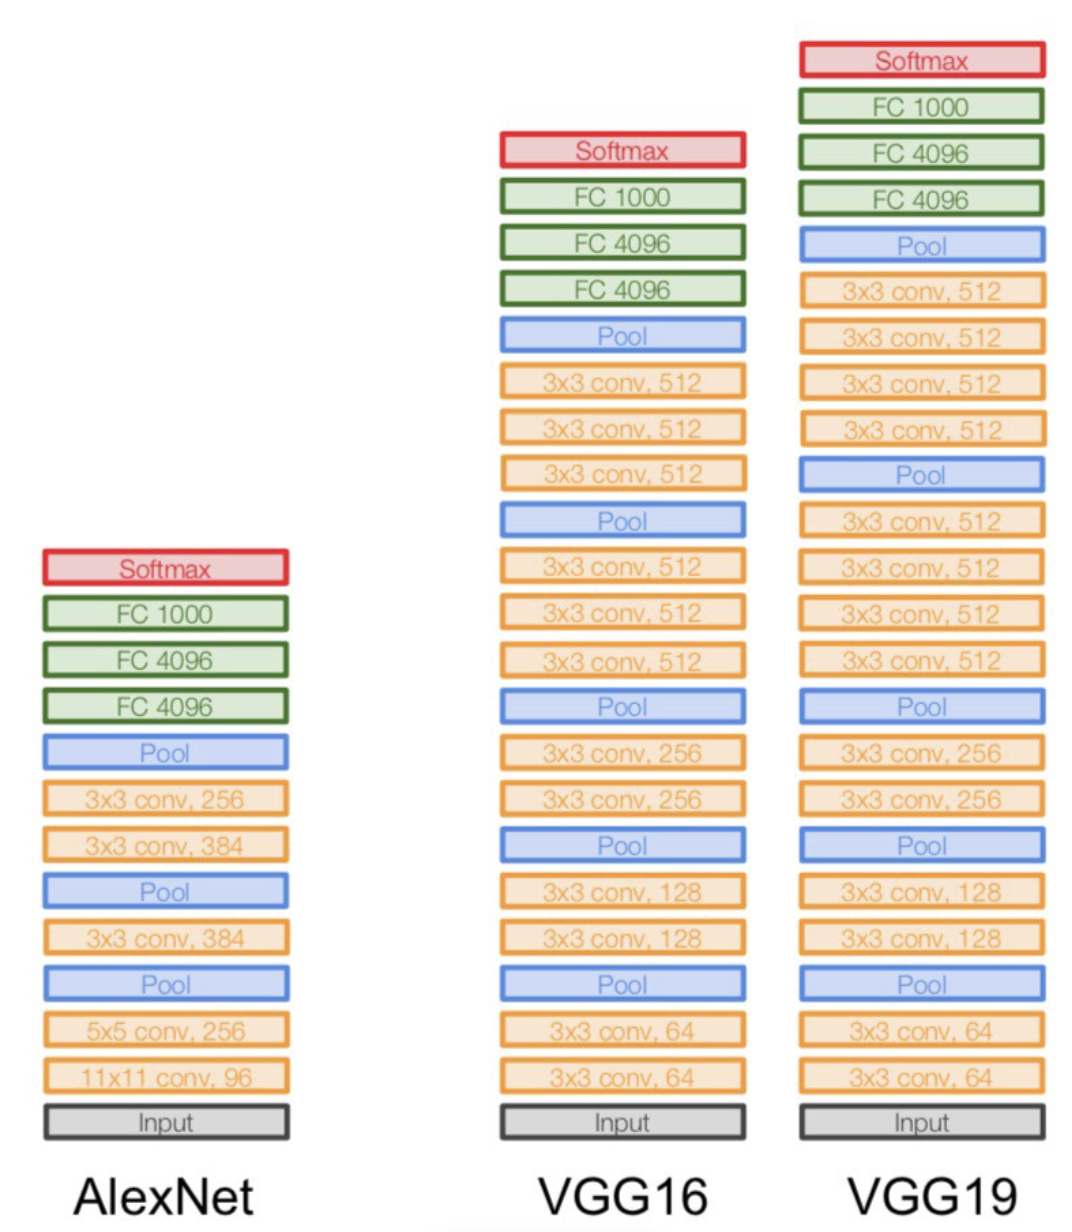 Softmax
FC 1000
FC 4096
FC 4096
Pool
3x3 conv, 256
3x3 conv, 384
Pool
3x3 conv, 384
Pool
5x5 conv, 256
11x11 conv, 96
Input
AlexNet
Softmax
FC 1000
FC 4096
FC 4096
Pool
3x3 conv, 512
3x3 conv, 512
3x3 conv, 512
Pool
3x3 conv, 512
3x3 conv, 512
3x3 conv, 512
Pool
3x3 conv, 256
3x3 conv, 256
Pool
3x3 conv, 128
3x3 conv, 128
Pool
3x3 conv, 64
3x3 conv, 64
Input
VGG16
Softmax
FC 1000
FC 4096
FC 4096
Pool
3x3 conv, 512
3x3 conv, 512
3x3 conv, 512
3x3 conv, 512
Pool
3x3 conv, 512
3x3 conv, 512
3x3 conv, 512
3x3 conv, 512
Pool
3x3 conv, 256
3x3 conv, 256
Pool
3x3 conv, 128
3x3 conv, 128
Pool
3x3 conv, 64
3x3 conv, 64
Input
VGG19